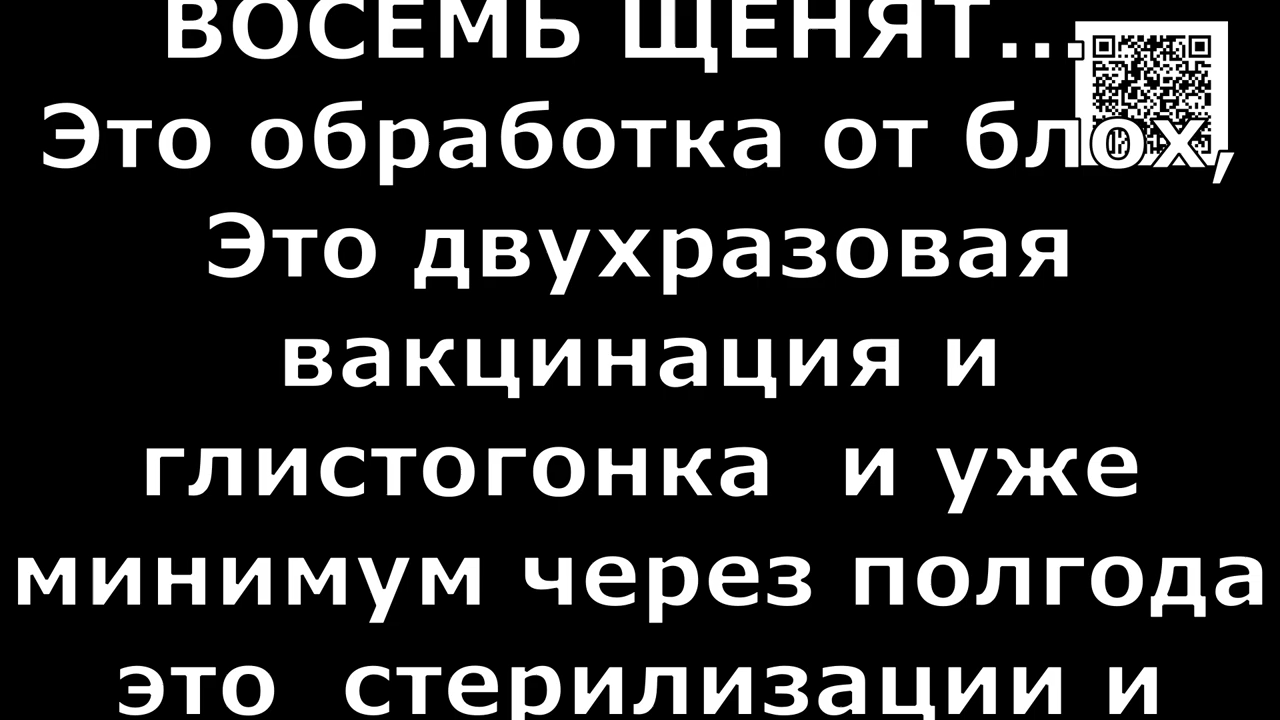 ВОСЕМЬ ЩЕНЯТ...
Это обработка от блох,
Это двухразовая
вакцинация и
глистогонка и уже
минимум через полгода
это стерилизации и